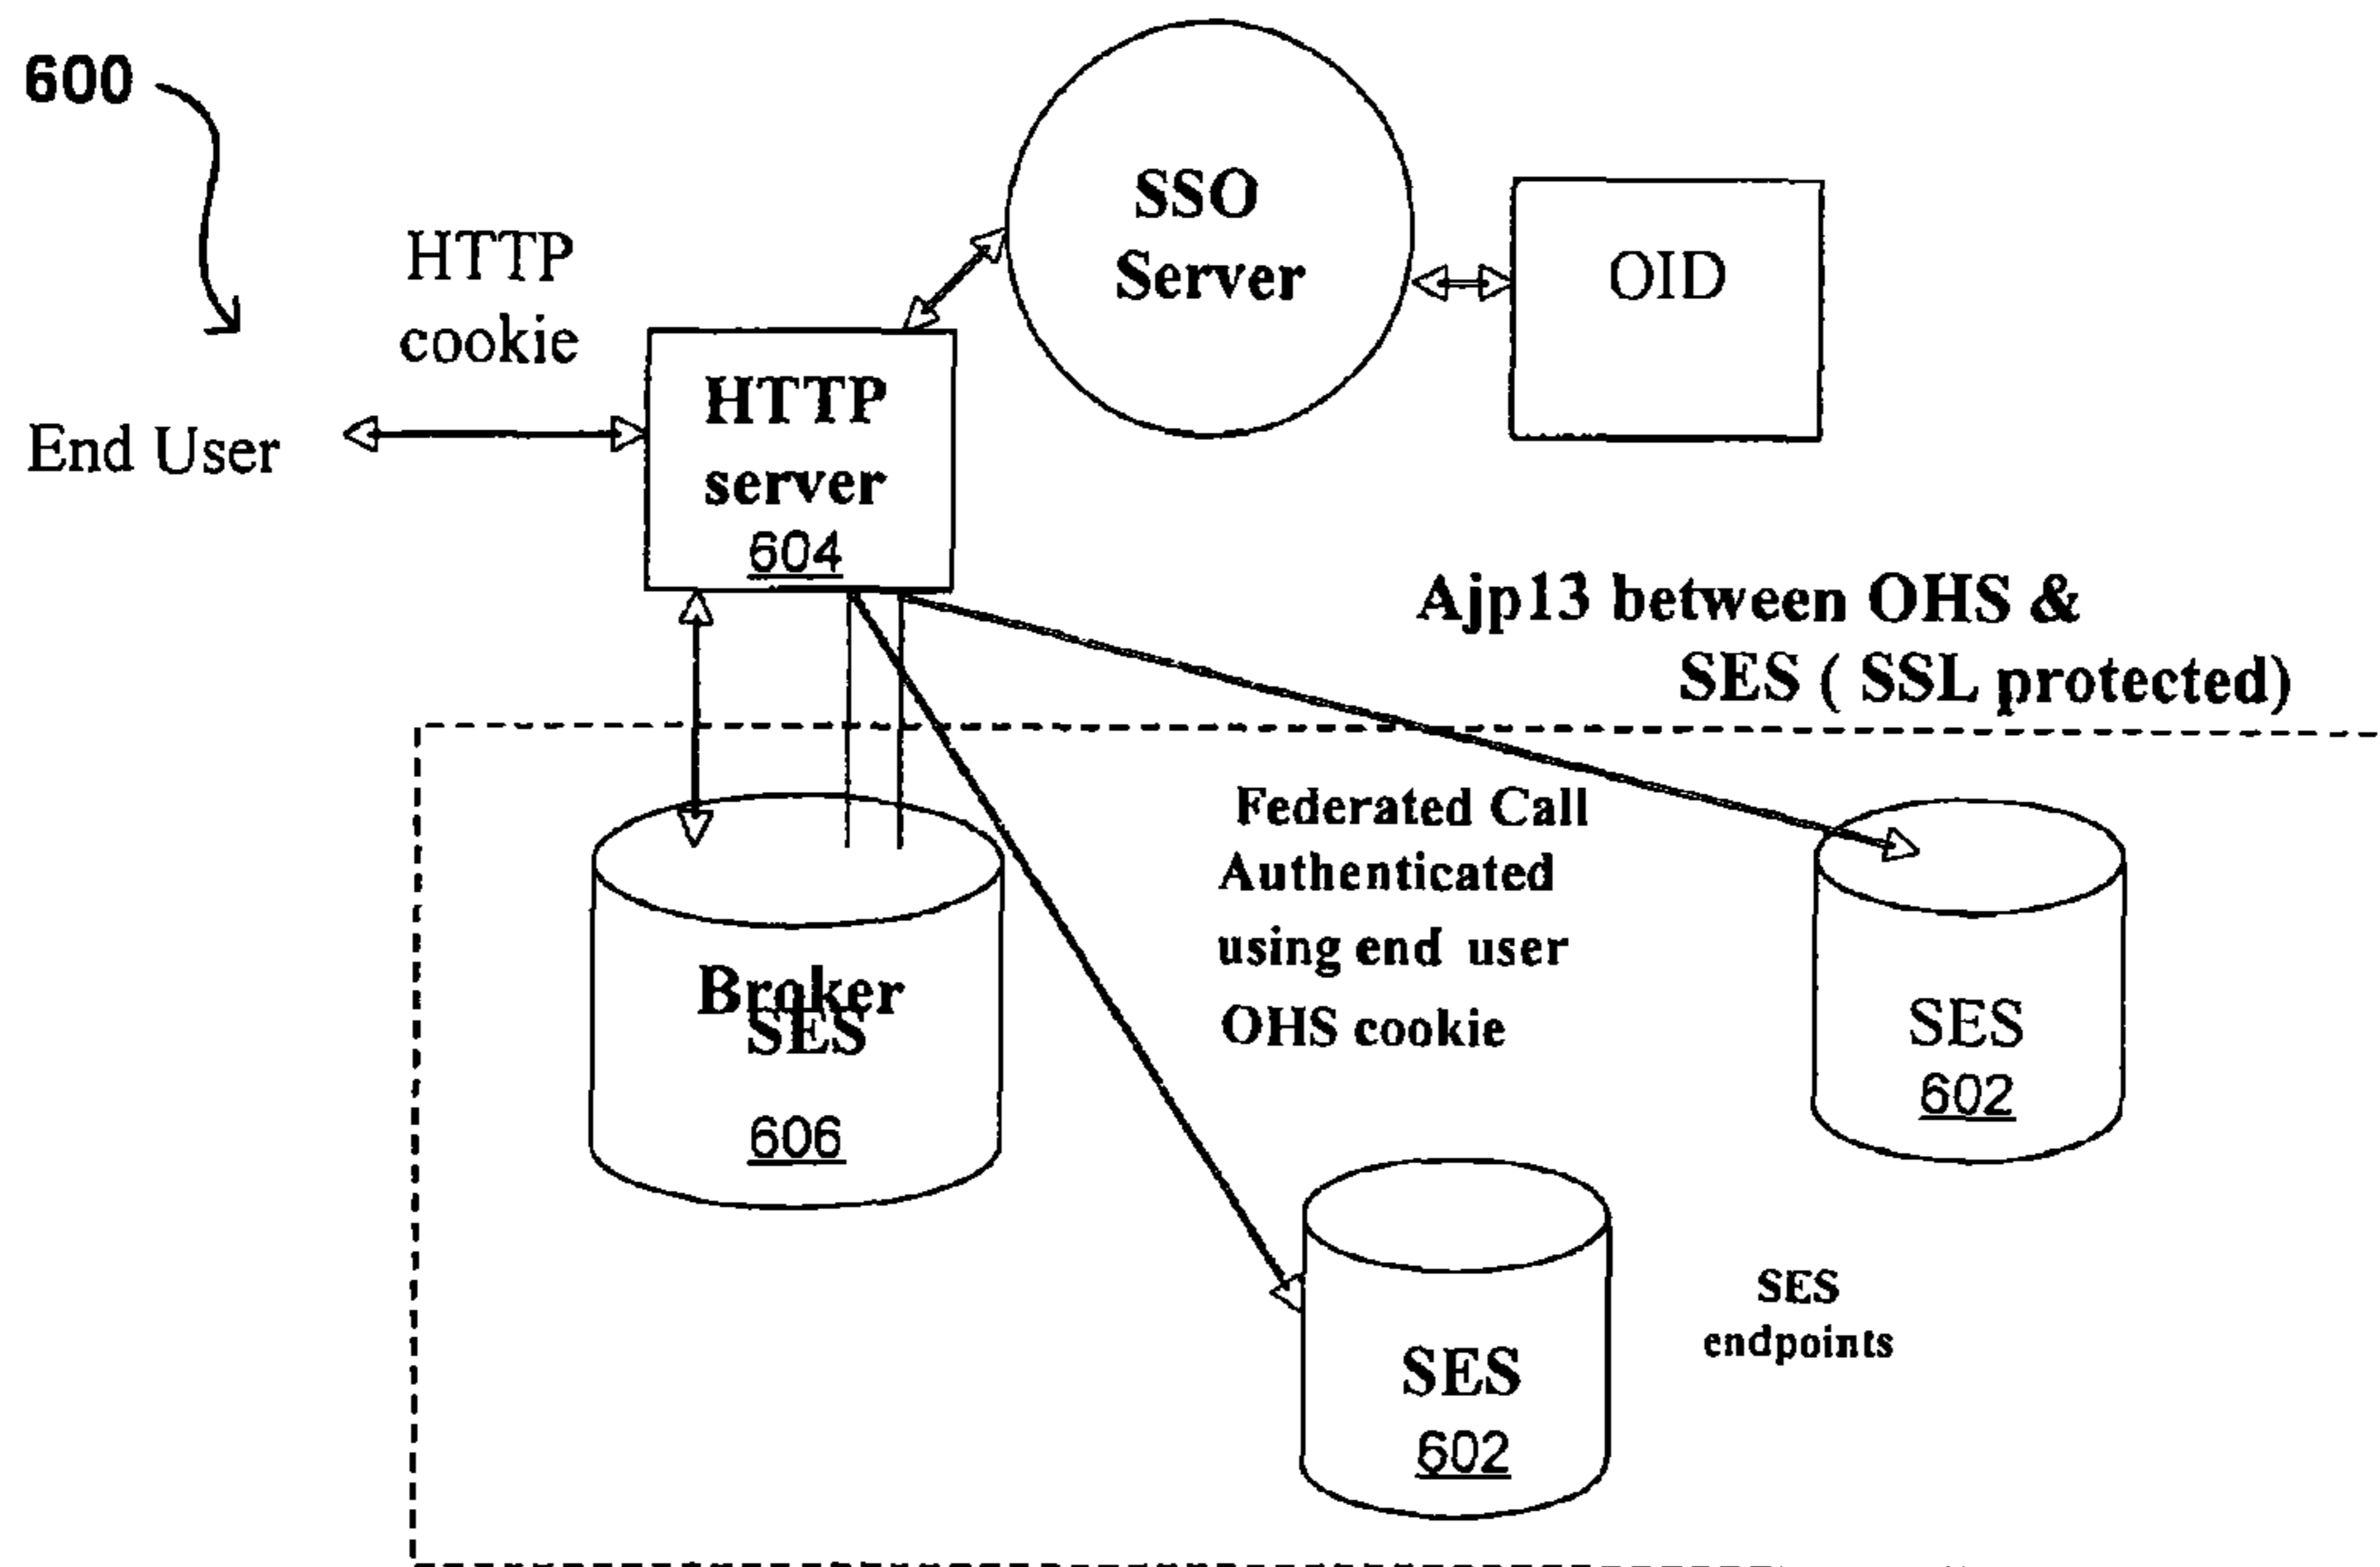 600
HTTP
cookie
End User
SSO
Server
OID
HTTP
server
604
Ajp13 between OHS &
SES ( SSL protected)
Federated Call
Authenticated
using end user
OHS cookie
Broker
SES
606
SES
602
SES
602
SES
endpoints